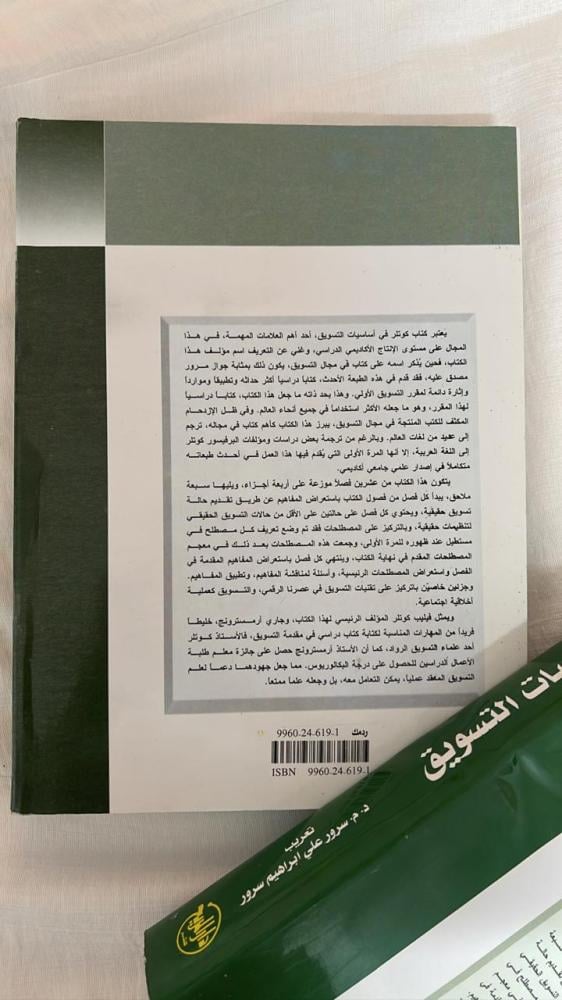 يعتبر كتاب كوتلر في أساسيات التسويق، أحد أهم العلامات المهمة، في هذا
المجال على مستوى الإنتاج الأكاديمي الدراسي، وغني عن التعريف اسم مؤلف هذا
الكتاب، فحين يُذكر اسمه على كتاب في مجال التسويق، يكون ذلك بمثابة جواز مرور
مصدق عليه، فقد قدم في هذه الطبعة الأحدث، كتاباً دراسياً أكثر حداثه وتطبيقاً وموارداً
وإثارة دائمة لمقرر التسويق الأولي. وهذا بحد ذاته ما جعل هذا الكتاب، كتاباً دراسياً
لهذا المقرر، وهو ما جعله الأكثر استخداماً في جميع أنحاء العالم. وفي ظل الإزدحام
المكثف للكتب المنتجة في مجال التسويق، يبرز هذا الكتاب كأهم كتاب في مجاله، ترجم
إلى عديد من لغات العالم. وبالرغم من ترجمة بعض دراسات ومؤلفات البرفيسور كوتلر
إلى اللغة العربية، إلا أنها المرة الأولى التي يُقدم فيها هذا العمل في أحدث طبعاته
متكاملاً في إصدار علمي جامعي أكاديمي.
يتكون هذا الكتاب من عشرين فصلاً موزعة على أربعة أجزاء، ويليها سبعة
ملاحق، يبدأ كل فصل من فصول الكتاب باستعراض المفاهيم عن طريق تقديم حالة
تسويق حقيقية، ويحتوي كل فصل على حالتين على الأقل من حالات التسويق الحقيقي
لتنظيمات حقيقية، وبالتركيز على المصطلحات فقد تم وضع تعريف كل مصطلح في
مستطيل عند ظهوره للمرة الأولى، وجمعت هذه المصطلحات بعد ذلك في معجم
المصطلحات المقدم في نهاية الكتاب، وينتهي كل فصل باستعراض المفاهيم المقدمة في
الفصل واستعراض المصطلحات الرئيسية، وأسئلة لمناقشة المفاهيم، وتطبيق المفاهيم.
وجزئين خاصيّن بالتركيز على تقنيات التسويق في عصرنا الرقمي، والتسويق كعملية
أخلاقية اجتماعية.
ويمثل فيليب كوتلر المؤلف الرئيسي لهذا الكتاب، وجاري آرمسترونج، خليطاً
فريداً من المهارات المناسبة لكتابة كتاب دراسي في مقدمة التسويق، فالأستاذ كوتلر
أحد علماء التسويق الرواد، كما أن الأستاذ أرمسترونج حصل على جائزة معلم طلبة
الأعمال الدراسين للحصول على درجة البكالوريوس. مما جعل جهودهما دعماً لعلم
التسويق المعقد عملياً، يمكن التعامل معه، بل وجعله علماً ممتعاً.
ردمك 9960-24-619-1
ISBN 9960-24-619-1
التسويق
تعريب
د. م. سرور علي ابراهيم سرور